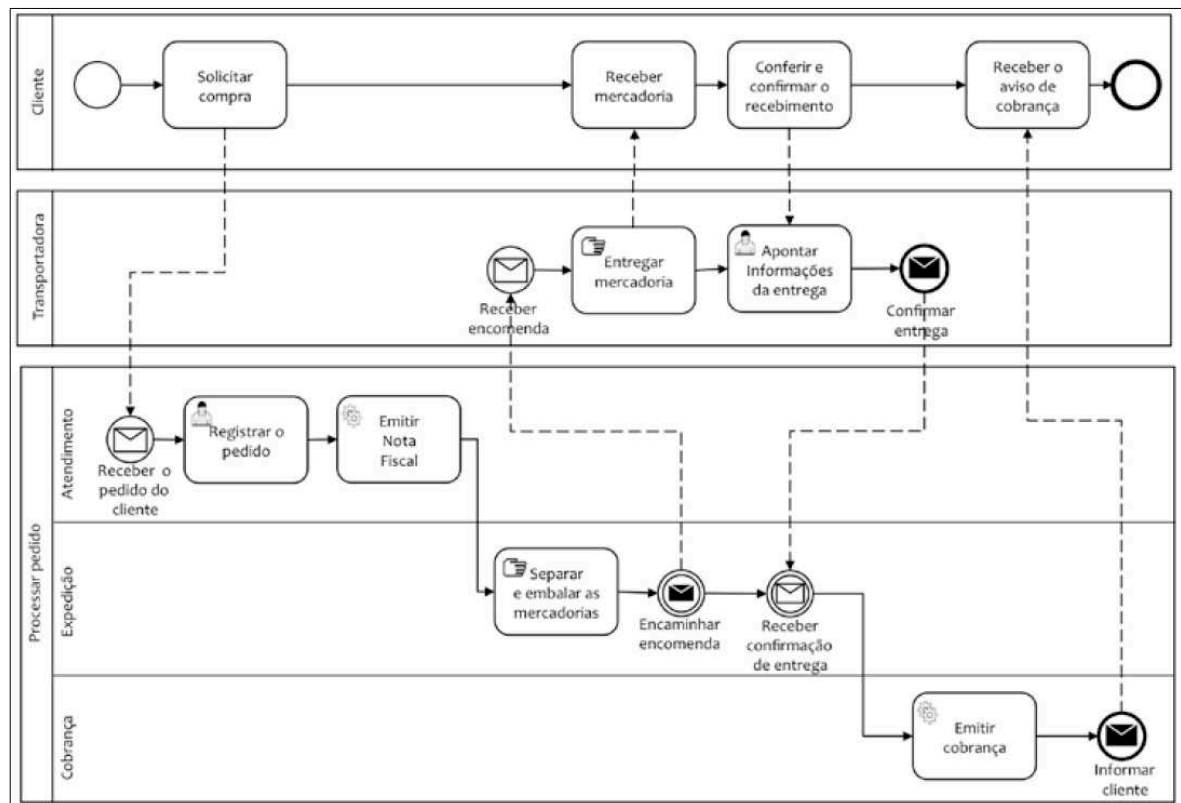 Cliente
Solicitar
compra
Receber
mercadoria
Conferir e
confirmar o
recebimento
Receber o
aviso de
cobrança
Transportadora
Receber
encomenda
Entregar
mercadoria
Apontar
Informações
da entrega
Confirmar
entrega
Processar pedido
Atendimento
Receber o
pedido do
cliente
Registrar o
pedido
Emitir
Nota
Fiscal
Expedição
Separar
e embalar as
mercadorias
Encaminhar
encomenda
Receber
confirmação
de entrega
Cobrança
Emitir
cobrança
Informar
cliente